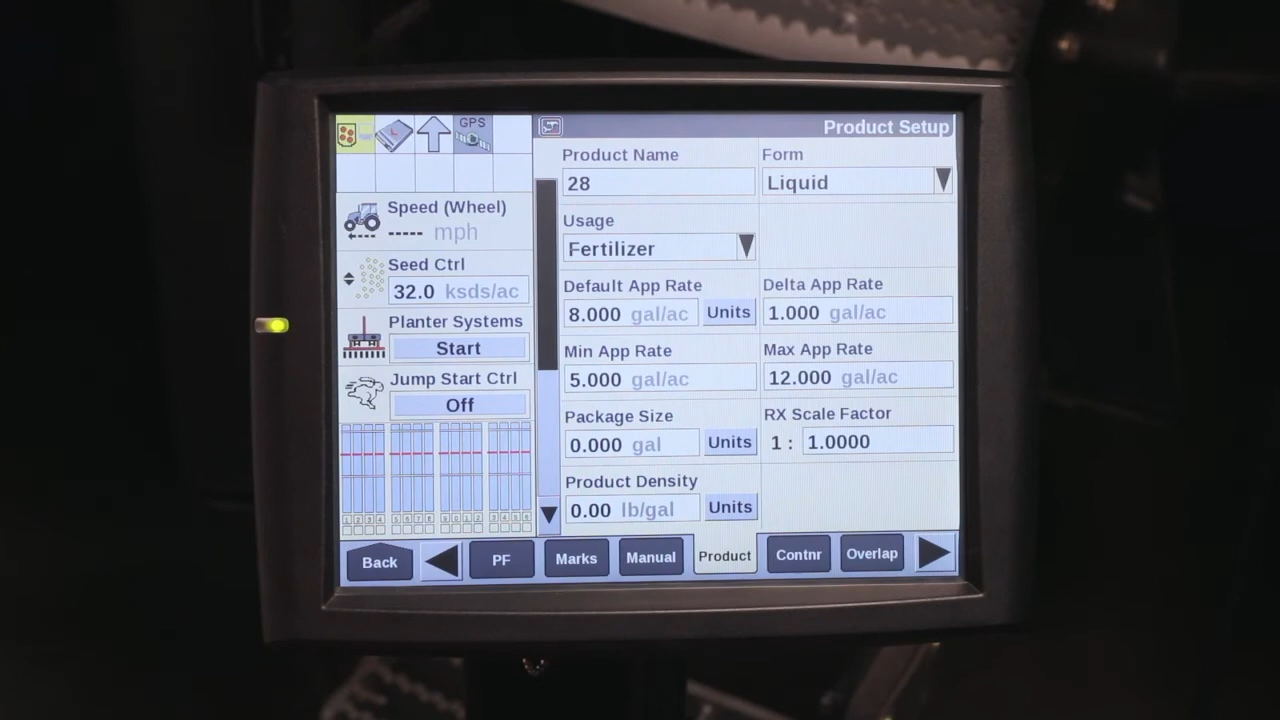 GPS
Product Setup
Speed (Wheel)
----- mph
Seed Ctrl
32.0 ksds/ac
Planter Systems
Start
Jump Start Ctrl
Off
Product Name
28
Form
Liquid
Usage
Fertilizer
Default App Rate
8.000 gal/ac Units
Delta App Rate
1.000 gal/ac
Min App Rate
5.000 gal/ac
Max App Rate
12.000 gal/ac
Package Size
0.000 gal Units
RX Scale Factor
1 : 1.0000
Product Density
0.00 lb/gal Units
Back PF Marks Manual Product Contnr Overlap